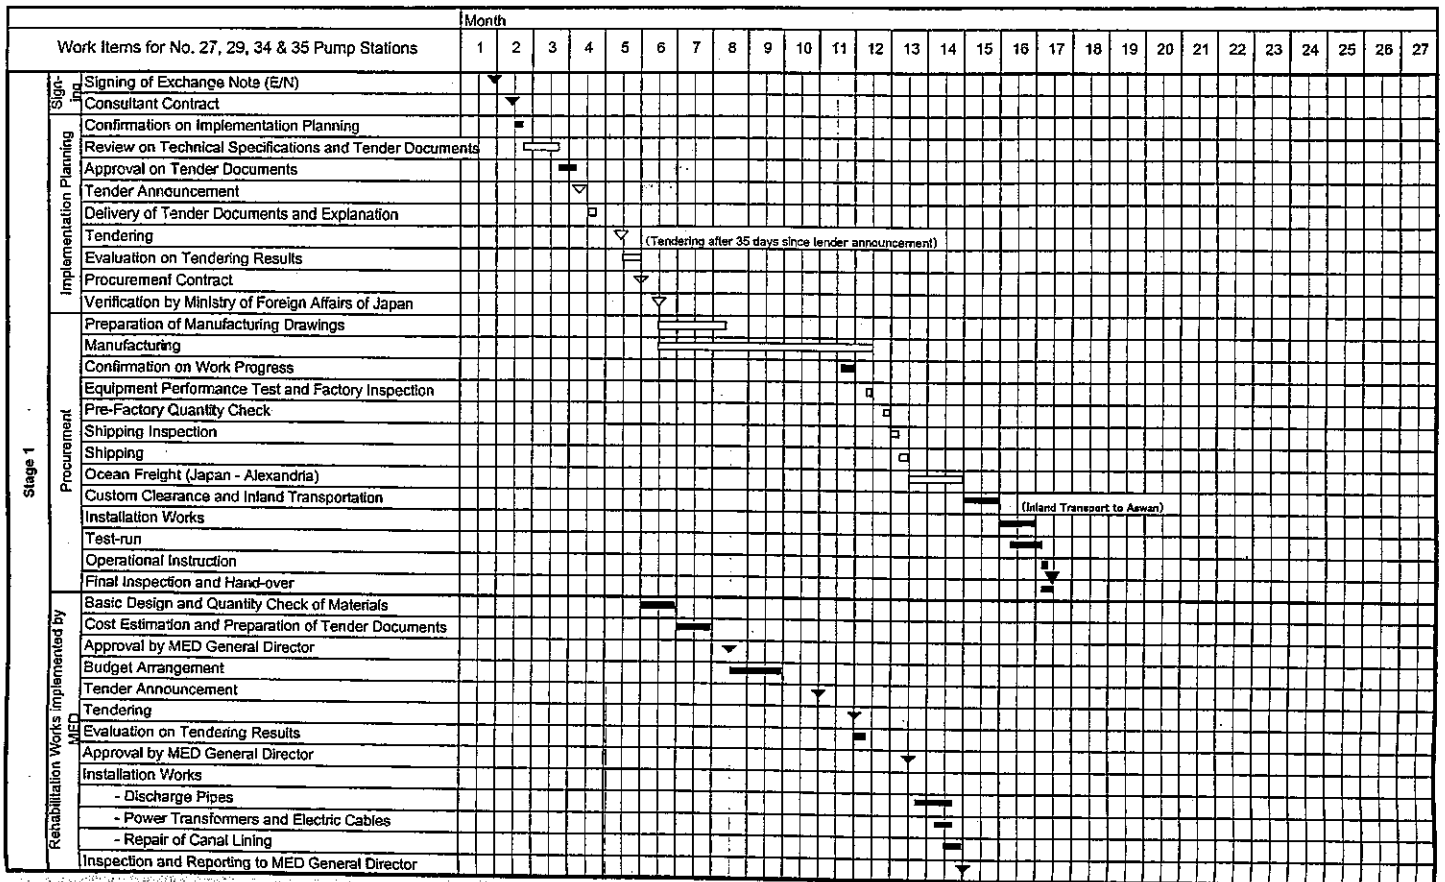 Month
Work Items for No. 27, 29, 34 & 35 Pump Stations
1 2 3 4 5 6 7 8 9 10 11 12 13 14 15 16 17 18 19 20 21 22 23 24 25 26 27
Stage 1
Sign-
ing
Signing of Exchange Note (E/N)
Consultant Contract
Implementation Planning
Confirmation on Implementation Planning
Review on Technical Specifications and Tender Documents
Approval on Tender Documents
Tender Announcement
Delivery of Tender Documents and Explanation
Tendering
(Tendering after 35 days since tender announcement)
Evaluation on Tendering Results
Procurement Contract
Verification by Ministry of Foreign Affairs of Japan
Procurement
Preparation of Manufacturing Drawings
Manufacturing
Confirmation on Work Progress
Equipment Performance Test and Factory Inspection
Pre-Factory Quantity Check
Shipping Inspection
Shipping
Ocean Freight (Japan - Alexandria)
Custom Clearance and Inland Transportation
(Inland Transport to Aswan)
Installation Works
Test-run
Operational Instruction
Final Inspection and Hand-over
Rehabilitation Works implemented by
MED
Basic Design and Quantity Check of Materials
Cost Estimation and Preparation of Tender Documents
Approval by MED General Director
Budget Arrangement
Tender Announcement
Tendering
Evaluation on Tendering Results
Approval by MED General Director
Installation Works
- Discharge Pipes
- Power Transformers and Electric Cables
- Repair of Canal Lining
Inspection and Reporting to MED General Director